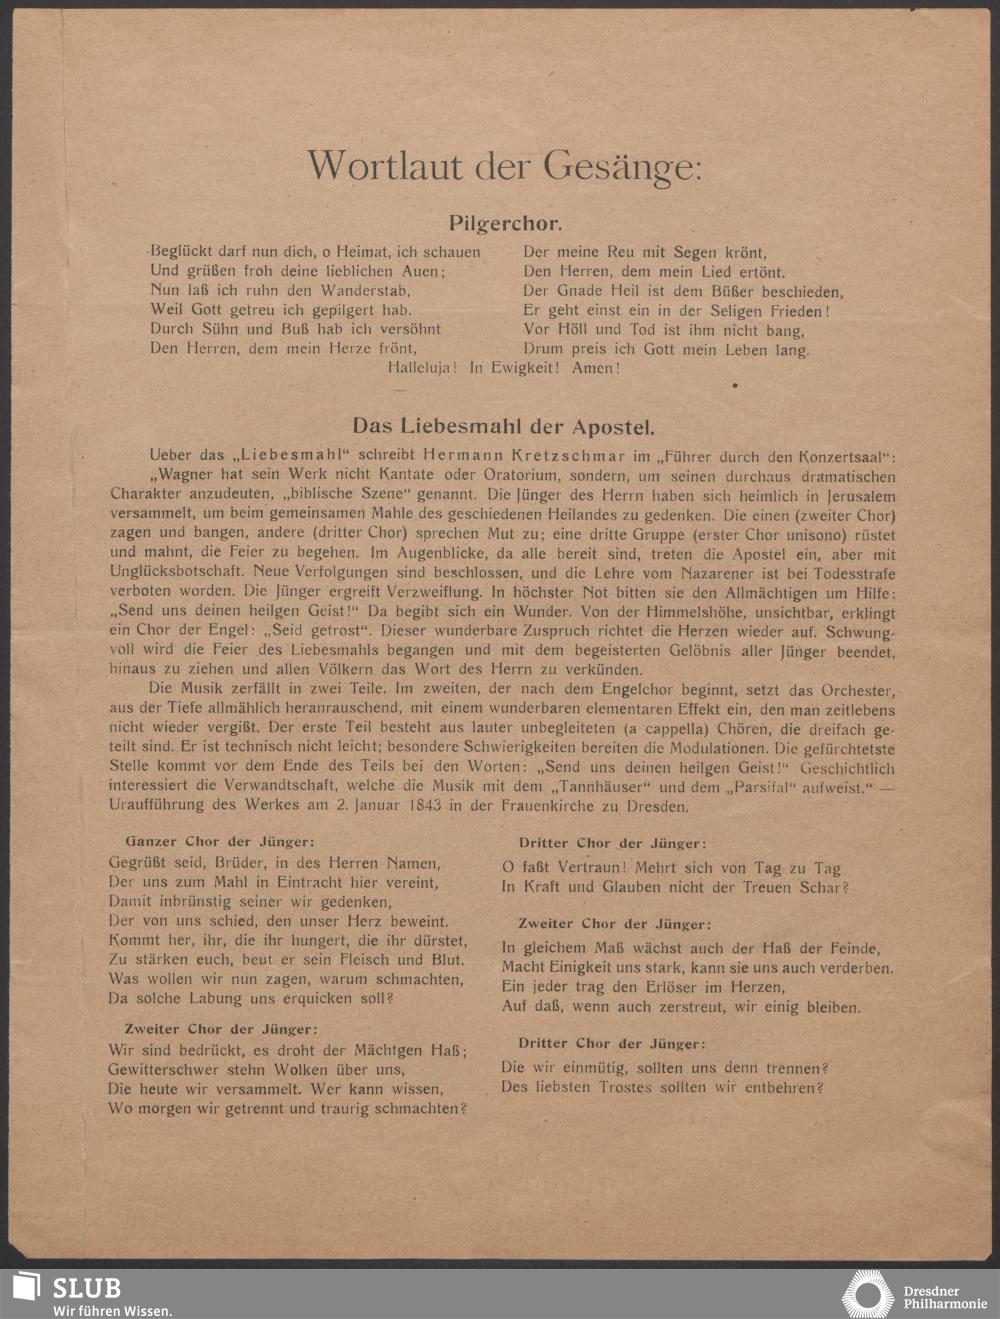 Wortlaut der Gesänge:
Pilgerchor.
Beglückt darf nun dich, o Heimat, ich schauen
Und grüßen froh deine lieblichen Auen;
Nun laß ich ruhn den Wanderstab,
Weil Gott getreu ich gepilgert hab.
Durch Sühn und Buß hab ich versöhnt
Den Herren, dem mein Herze frönt,
Der meine Reu mit Segen krönt,
Den Herren, dem mein Lied ertönt.
Der Gnade Heil ist dem Büßer beschieden,
Er geht einst ein in der Seligen Frieden!
Vor Höll und Tod ist ihm nicht bang,
Drum preis ich Gott mein Leben lang.
Halleluja! In Ewigkeit! Amen!
Das Liebesmahl der Apostel.
Ueber das „Liebesmahl“ schreibt Hermann Kretzschmar im „Führer durch den Konzertsaal“:
„Wagner hat sein Werk nicht Kantate oder Oratorium, sondern, um seinen durchaus dramatischen
Charakter anzudeuten, „biblische Szene“ genannt. Die Jünger des Herrn haben sich heimlich in Jerusalem
versammelt, um beim gemeinsamen Mahle des geschiedenen Heilandes zu gedenken. Die einen (zweiter Chor)
zagen und bangen, andere (dritter Chor) sprechen Mut zu; eine dritte Gruppe (erster Chor unisono) rüstet
und mahnt, die Feier zu begehen. Im Augenblicke, da alle bereit sind, treten die Apostel ein, aber mit
Unglücksbotschaft. Neue Verfolgungen sind beschlossen, und die Lehre vom Nazarener ist bei Todesstrafe
verboten worden. Die Jünger ergreift Verzweiflung. In höchster Not bitten sie den Allmächtigen um Hilfe:
„Send uns deinen heilgen Geist!“ Da begibt sich ein Wunder. Von der Himmelshöhe, unsichtbar, erklingt
ein Chor der Engel: „Seid getrost“. Dieser wunderbare Zuspruch richtet die Herzen wieder auf. Schwung-
voll wird die Feier des Liebesmahls begangen und mit dem begeisterten Gelöbnis aller Jünger beendet,
hinaus zu ziehen und allen Völkern das Wort des Herrn zu verkünden.
Die Musik zerfällt in zwei Teile. Im zweiten, der nach dem Engelchor beginnt, setzt das Orchester,
aus der Tiefe allmählich heranrauschend, mit einem wunderbaren elementaren Effekt ein, den man zeitlebens
nicht wieder vergißt. Der erste Teil besteht aus lauter unbegleiteten (a cappella) Chören, die dreifach ge-
teilt sind. Er ist technisch nicht leicht; besondere Schwierigkeiten bereiten die Modulationen. Die gefürchtetste
Stelle kommt vor dem Ende des Teils bei den Worten: „Send uns deinen heilgen Geist!“ Geschichtlich
interessiert die Verwandtschaft, welche die Musik mit dem „Tannhäuser“ und dem „Parsifal“ aufweist.“ —
Uraufführung des Werkes am 2. Januar 1843 in der Frauenkirche zu Dresden.
Ganzer Chor der Jünger:
Gegrüßt seid, Brüder, in des Herren Namen,
Der uns zum Mahl in Eintracht hier vereint,
Damit inbrünstig seiner wir gedenken,
Der von uns schied, den unser Herz beweint.
Kommt her, ihr, die ihr hungert, die ihr dürstet,
Zu stärken euch, beut er sein Fleisch und Blut.
Was wollen wir nun zagen, warum schmachten,
Da solche Labung uns erquicken soll?
Zweiter Chor der Jünger:
Wir sind bedrückt, es droht der Mächtgen Haß;
Gewitterschwer stehn Wolken über uns,
Die heute wir versammelt. Wer kann wissen,
Wo morgen wir getrennt und traurig schmachten?
Dritter Chor der Jünger:
O faßt Vertraun! Mehrt sich von Tag zu Tag
In Kraft und Glauben nicht der Treuen Schar?
Zweiter Chor der Jünger:
In gleichem Maß wächst auch der Haß der Feinde,
Macht Einigkeit uns stark, kann sie uns auch verderben.
Ein jeder trag den Erlöser im Herzen,
Auf daß, wenn auch zerstreut, wir einig bleiben.
Dritter Chor der Jünger:
Die wir einmütig, sollten uns denn trennen?
Des liebsten Trostes sollten wir entbehren?
SLUB
Wir führen Wissen.
Dresdner
Philharmonie